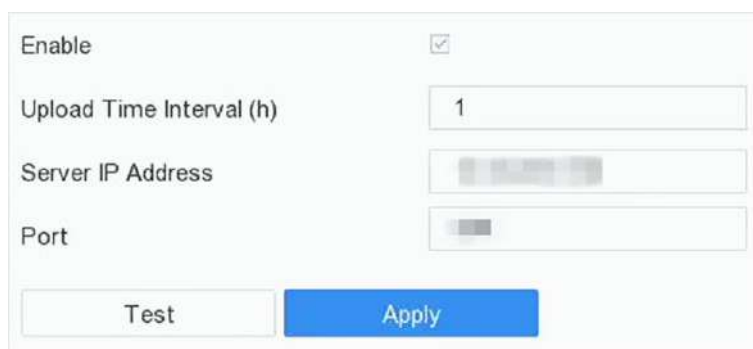 Enable
Upload Time Interval (h) 1
Server IP Address
Port
Test Apply